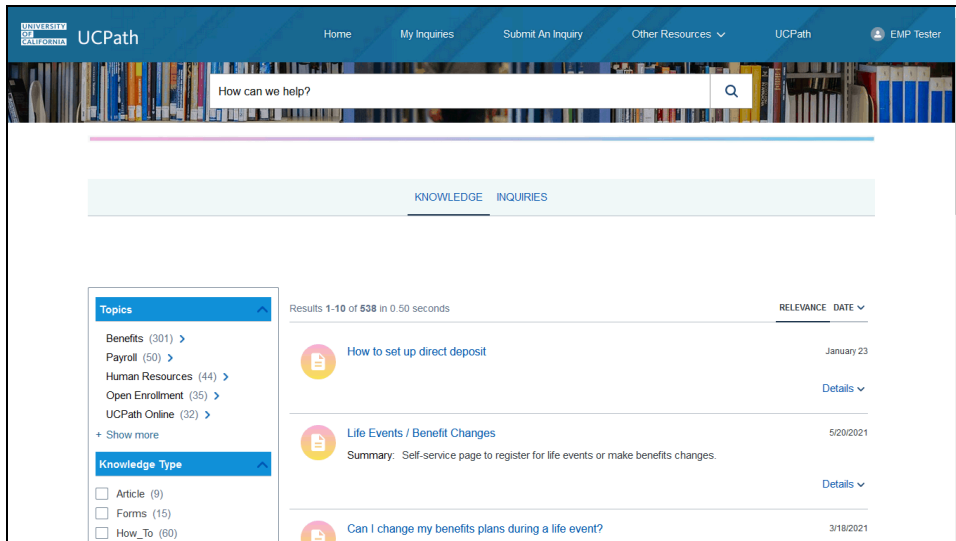 UNIVERSITY
OF
CALIFORNIA
UCPath
Home
My Inquiries
Submit An Inquiry
Other Resources
UCPath
EMP Tester
How can we help?
KNOWLEDGE
INQUIRIES
Topics
Benefits (301)
Payroll (50)
Human Resources (44)
Open Enrollment (35)
UCPath Online (32)
+ Show more
Knowledge Type
Article (9)
Forms (15)
How_To (60)
Results 1-10 of 538 in 0.50 seconds
RELEVANCE DATE
How to set up direct deposit
January 23
Details
Life Events / Benefit Changes
5/20/2021
Summary: Self-service page to register for life events or make benefits changes.
Details
Can I change my benefits plans during a life event?
3/18/2021